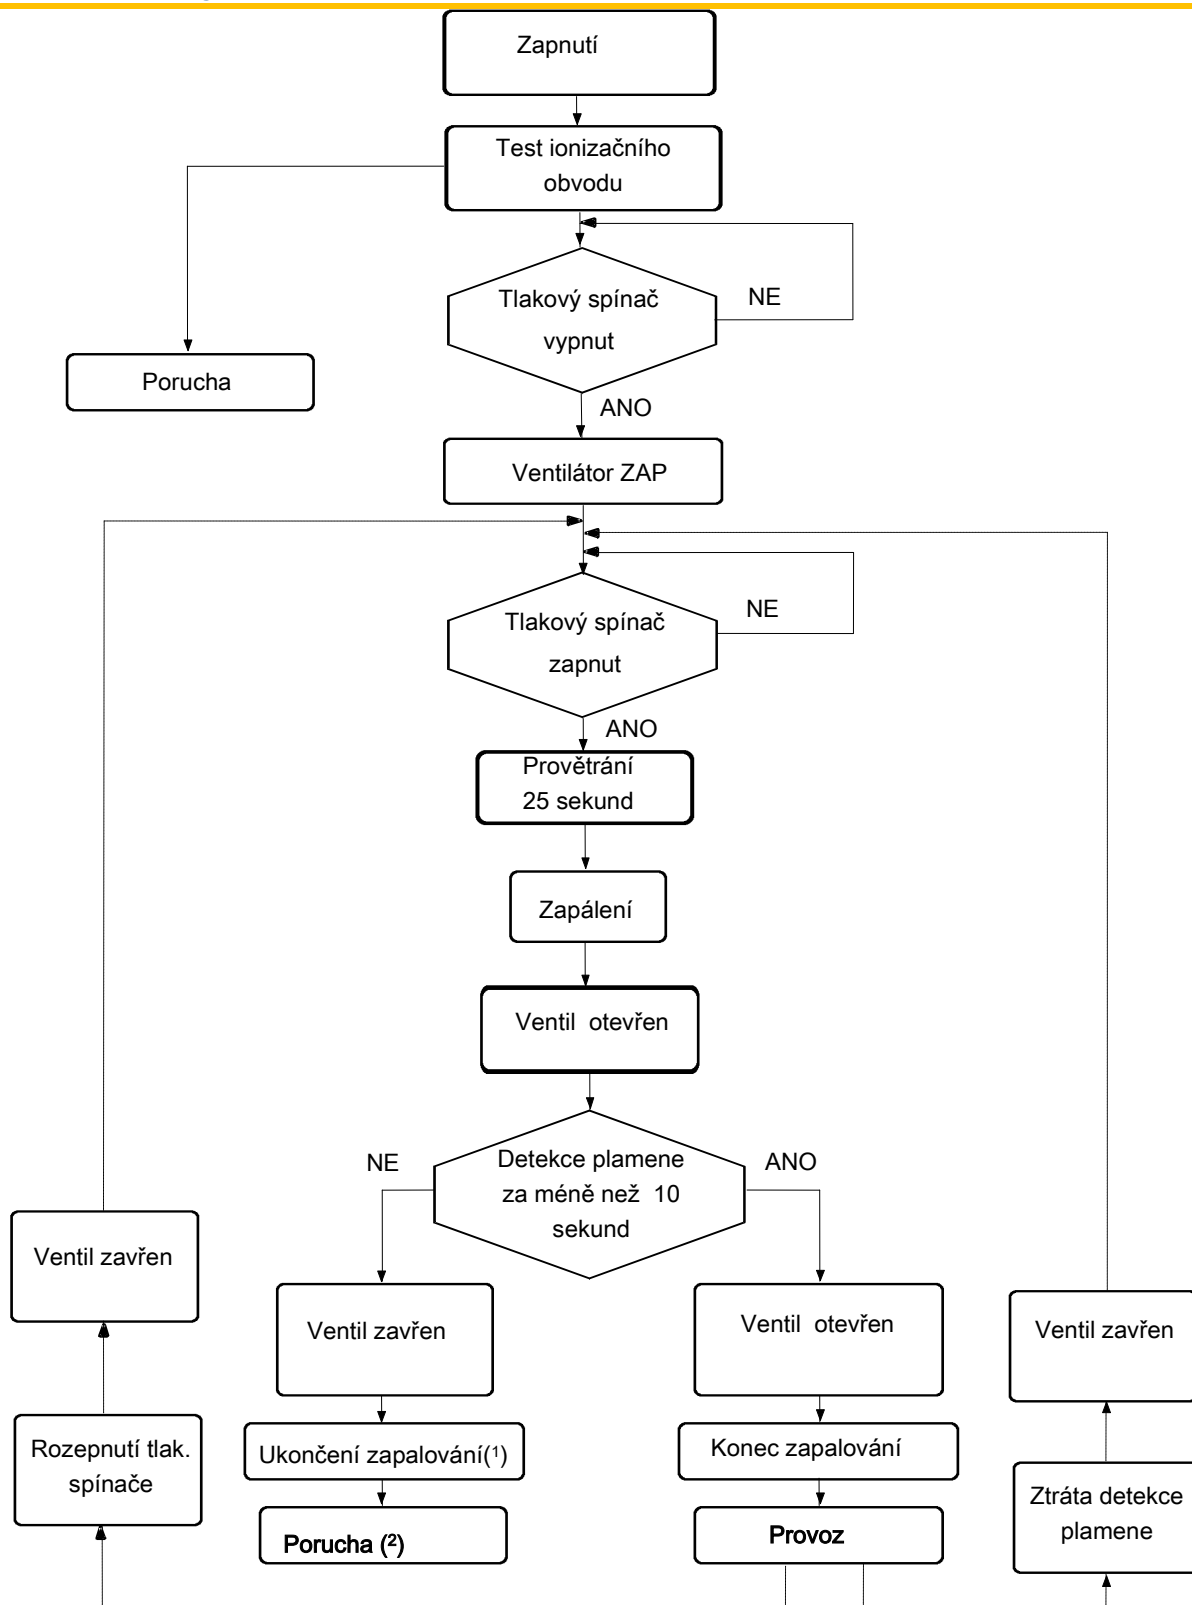 Zapnutí
Test ionizačního
obvodu
Tlakový spínač
vypnut
NE
Porucha
ANO
Ventilátor ZAP
Tlakový spínač
zapnut
NE
ANO
Provětrání
25 sekund
Zapálení
Ventil otevřen
NE
Detekce plamene
za méně než 10
sekund
ANO
Ventil zavřen
Ventil zavřen
Ventil otevřen
Ventil zavřen
Rozepnutí tlak.
spínače
Ukončení zapalování(¹)
Konec zapalování
Ztráta detekce
plamene
Porucha (²)
Provoz